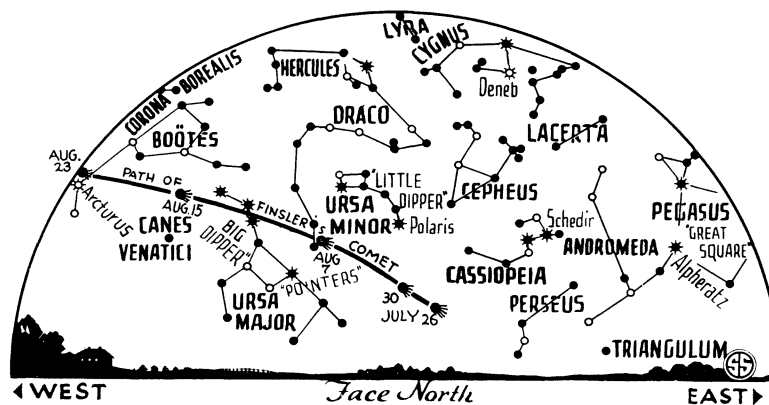 LYRA
CYGNUS
HERCULES
Deneb
CORONA BOREALIS
DRACO
LACERTA
BOÖTES
AUG. 23
PATH OF FINSLER'S COMET
"LITTLE DIPPER"
CEPHEUS
Arcturus
AUG. 15
URSA MINOR
Polaris
PEGASUS
"GREAT SQUARE"
Schedir
CANES VENATICI
BIG DIPPER"
AUG 7
ANDROMEDA
Alpheratz
CASSIOPEIA
"POINTERS"
URSA MAJOR
30
JULY 26
PERSEUS
TRIANGULUM
WEST
Face North
EAST